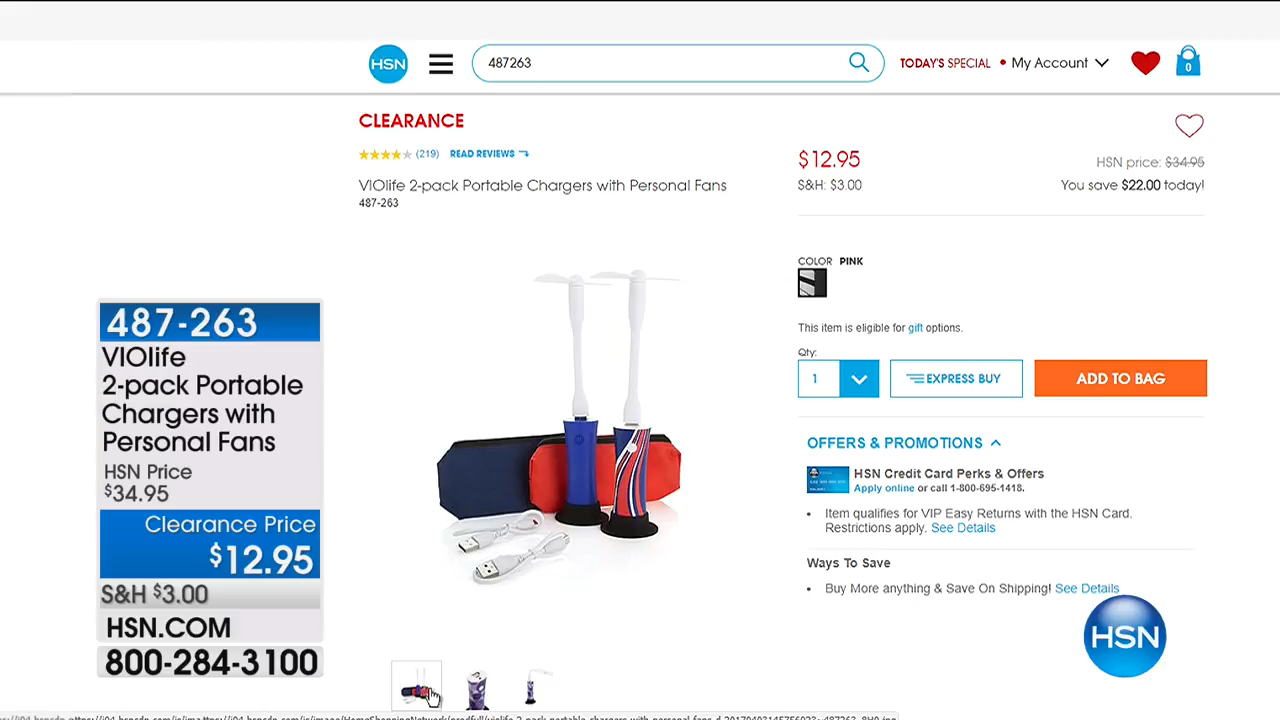 HSN
487263
TODAY'S SPECIAL • My Account
0
CLEARANCE
(219) READ REVIEWS
VIOlife 2-pack Portable Chargers with Personal Fans
487-263
$12.95
HSN price: $34.95
S&H: $3.00
You save $22.00 today!
COLOR PINK
This item is eligible for gift options.
Qty:
1
EXPRESS BUY
ADD TO BAG
OFFERS & PROMOTIONS
HSN Credit Card Perks & Offers
Apply online or call 1-800-695-1418.
• Item qualifies for VIP Easy Returns with the HSN Card.
Restrictions apply. See Details
Ways To Save
• Buy More anything & Save On Shipping! See Details
487-263
VIOlife
2-pack Portable
Chargers with
Personal Fans
HSN Price
$34.95
Clearance Price
$12.95
S&H $3.00
HSN.COM
800-284-3100
HSN